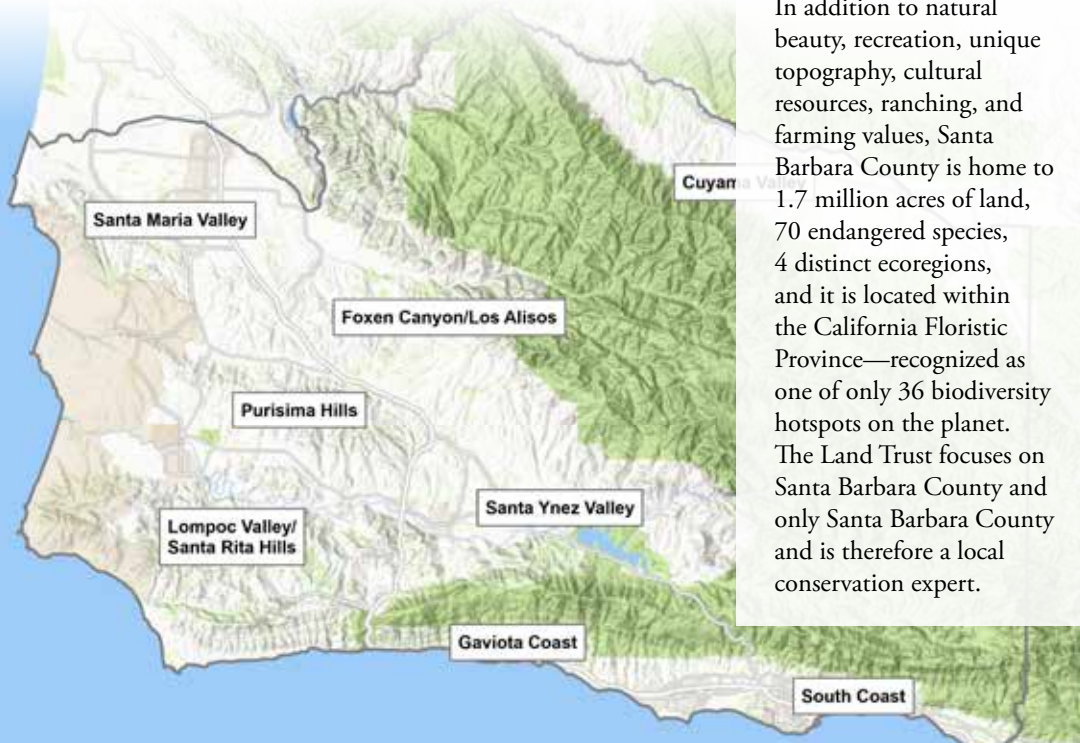 In addition to natural
beauty, recreation, unique
topography, cultural
resources, ranching, and
farming values, Santa
Barbara County is home to
1.7 million acres of land,
70 endangered species,
4 distinct ecoregions,
and it is located within
the California Floristic
Province—recognized as
one of only 36 biodiversity
hotspots on the planet.
The Land Trust focuses on
Santa Barbara County and
only Santa Barbara County
and is therefore a local
conservation expert.
Cuyama Valley
Santa Maria Valley
Foxen Canyon/Los Alisos
Purisima Hills
Santa Ynez Valley
Lompoc Valley/
Santa Rita Hills
Gaviota Coast
South Coast